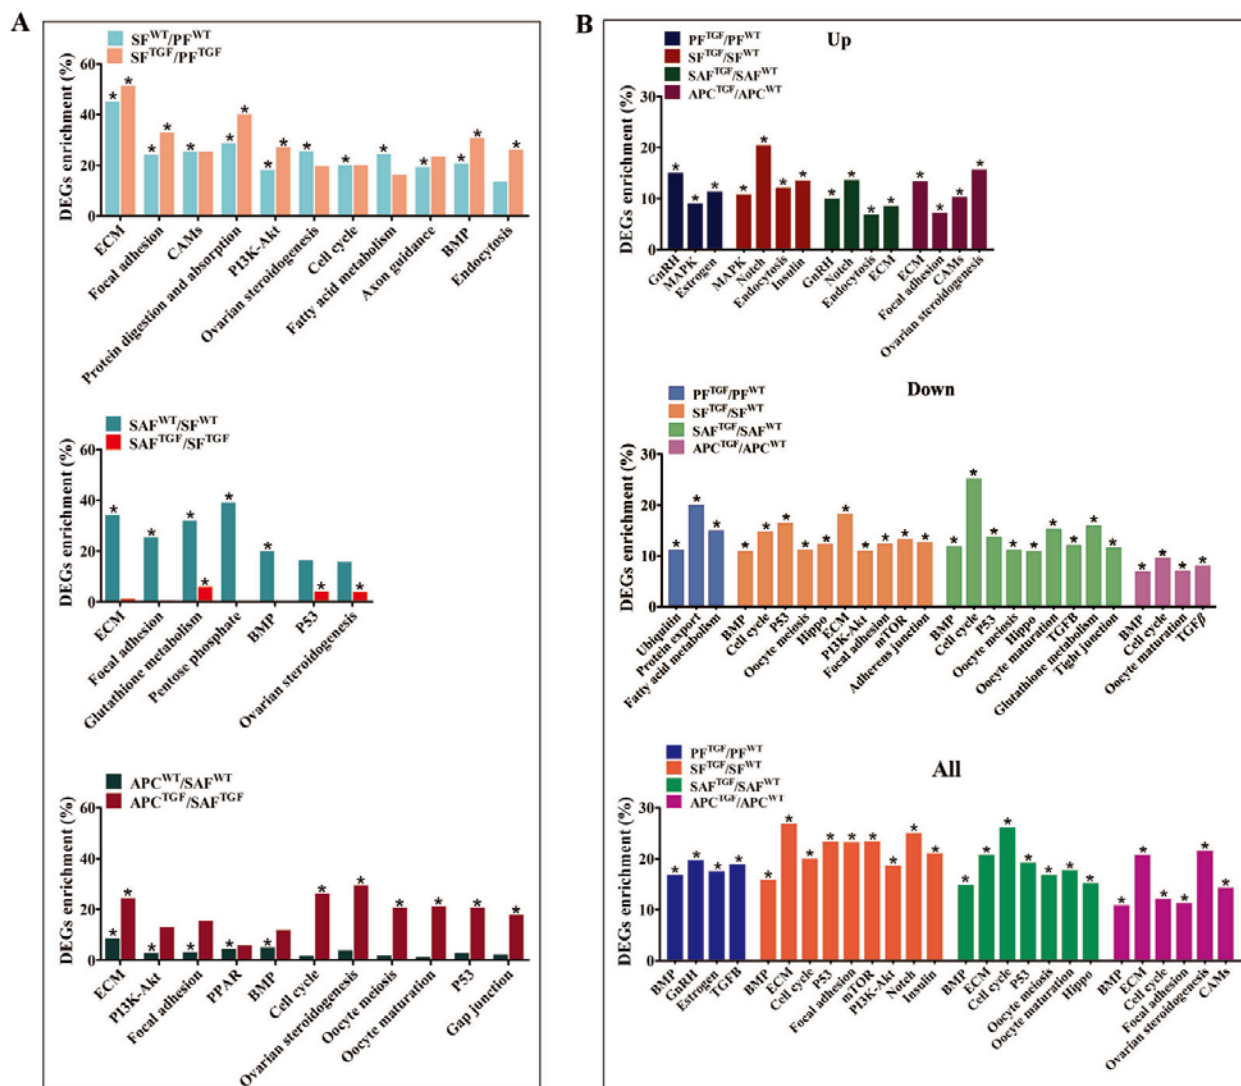 A
SF^WT/PF^WT
SF^TGF/PF^TGF
DEGs enrichment (%)
60
40
20
0
* * * * * * * * * * * * * * * * *
ECM
Focal adhesion
CAMs
Protein digestion and absorption
PI3K-Akt
Ovarian steroidogenesis
Cell cycle
Fatty acid metabolism
Axon guidance
BMP
Endocytosis
SAF^WT/SF^WT
SAF^TGF/SF^TGF
DEGs enrichment (%)
60
40
20
0
* * * * * * * *
ECM
Focal adhesion
Glutathione metabolism
Pentose phosphate
BMP
P53
Ovarian steroidogenesis
APC^WT/SAF^WT
APC^TGF/SAF^TGF
DEGs enrichment (%)
60
40
20
0
* * * * * * * * * * * *
ECM
PI3K-Akt
Focal adhesion
PPAR
BMP
Cell cycle
Ovarian steroidogenesis
Oocyte meiosis
Oocyte maturation
P53
Gap junction
B
Up
PF^TGF/PF^WT
SF^TGF/SF^WT
SAF^TGF/SAF^WT
APC^TGF/APC^WT
DEGs enrichment (%)
30
20
10
0
* * * * * * * * * * * * * * *
GnRH
MAPK
Estrogen
MAPK
Notch
Endocytosis
Insulin
GnRH
Notch
Endocytosis
ECM
ECM
Focal adhesion
CAMs
Ovarian steroidogenesis
Down
PF^TGF/PF^WT
SF^TGF/SF^WT
SAF^TGF/SAF^WT
APC^TGF/APC^WT
DEGs enrichment (%)
30
20
10
0
* * * * * * * * * * * * * * * * * * * * * * * * * *
Ubiquitin
Protein export
Fatty acid metabolism
BMP
Cell cycle
P53
Oocyte meiosis
Hippo
ECM
PI3K-Akt
Focal adhesion
mTOR
Adherens junction
BMP
Cell cycle
P53
Oocyte meiosis
Hippo
Oocyte maturation
TGFB
Glutathione metabolism
Tight junction
BMP
Cell cycle
Oocyte maturation
TGFβ
All
PF^TGF/PF^WT
SF^TGF/SF^WT
SAF^TGF/SAF^WT
APC^TGF/APC^WT
DEGs enrichment (%)
30
20
10
0
* * * * * * * * * * * * * * * * * * * * * * * * * *
BMP
GnRH
Estrogen
TGFB
BMP
ECM
Cell cycle
P53
Focal adhesion
mTOR
PI3K-Akt
Notch
Insulin
BMP
ECM
Cell cycle
P53
Oocyte meiosis
Oocyte maturation
Hippo
BMP
ECM
Cell cycle
Focal adhesion
Ovarian steroidogenesis
CAMs